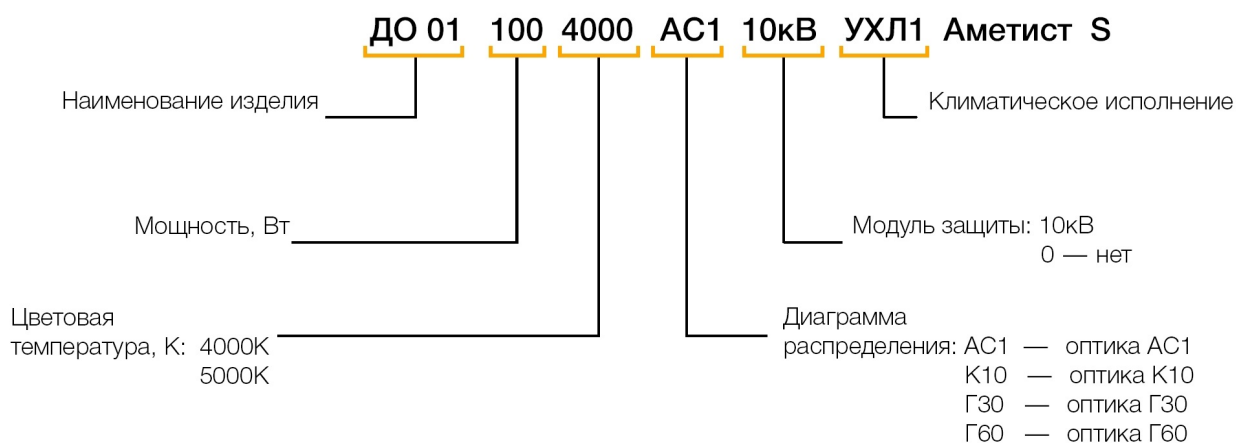 ДО 01 100 4000 АС1 10кВ УХЛ1 Аметист S
Наименование изделия
Климатическое исполнение
Мощность, Вт
Модуль защиты: 10кВ
0 — нет
Цветовая
температура, К: 4000К
5000К
Диаграмма
распределения: АС1 — оптика АС1
К10 — оптика К10
Г30 — оптика Г30
Г60 — оптика Г60